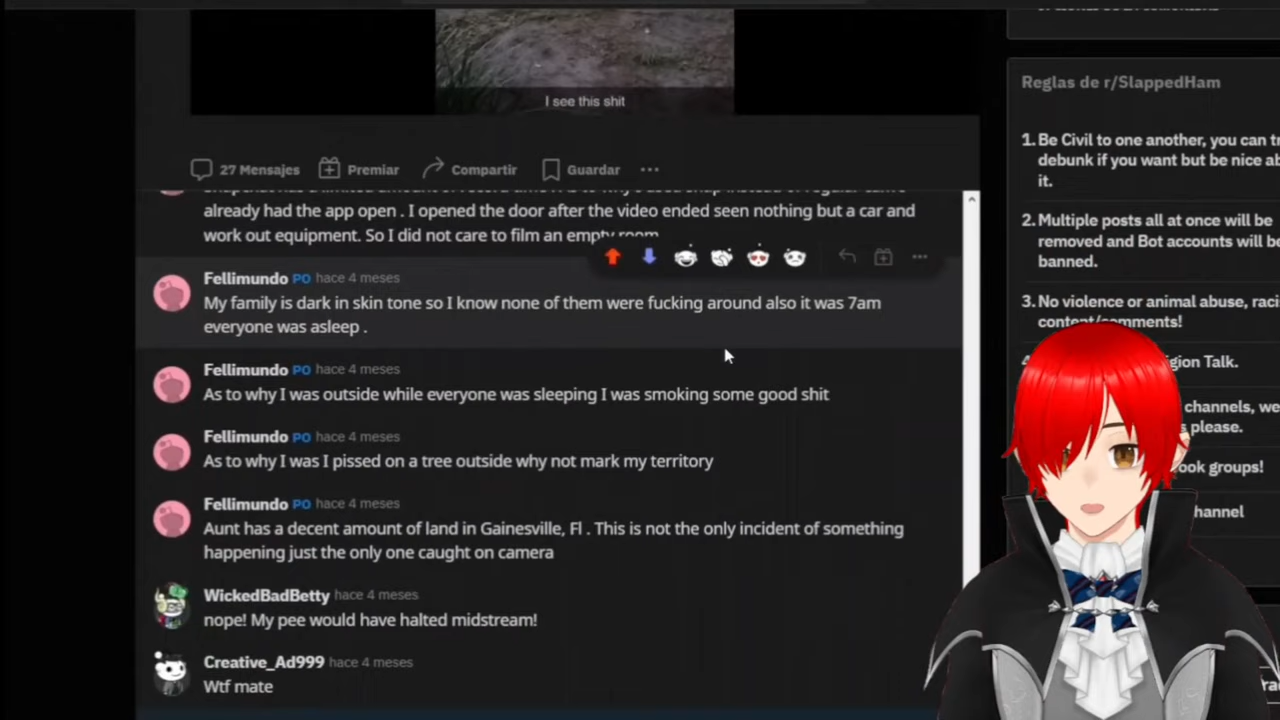 I see this shit
27 Mensajes
Premiar
Compartir
Guardar
already had the app open . I opened the door after the video ended seen nothing but a car and
work out equipment. So I did not care to film an empty room
Fellimundo PO hace 4 meses
My family is dark in skin tone so I know none of them were fucking around also it was 7am
everyone was asleep .
Fellimundo PO hace 4 meses
As to why I was outside while everyone was sleeping I was smoking some good shit
Fellimundo PO hace 4 meses
As to why I was I pissed on a tree outside why not mark my territory
Fellimundo PO hace 4 meses
Aunt has a decent amount of land in Gainesville, Fl . This is not the only incident of something
happening just the only one caught on camera
WickedBadBetty hace 4 meses
nope! My pee would have halted midstream!
Creative_Ad999 hace 4 meses
Wtf mate
Reglas de r/SlappedHam
1. Be Civil to one another, you can
debunk if you want but be nice
it.
2. Multiple posts all at once will be
removed and Bot accounts will
banned.
3. No violence or animal abuse,
content/comments!
Talk.
channels,
please.
groups!